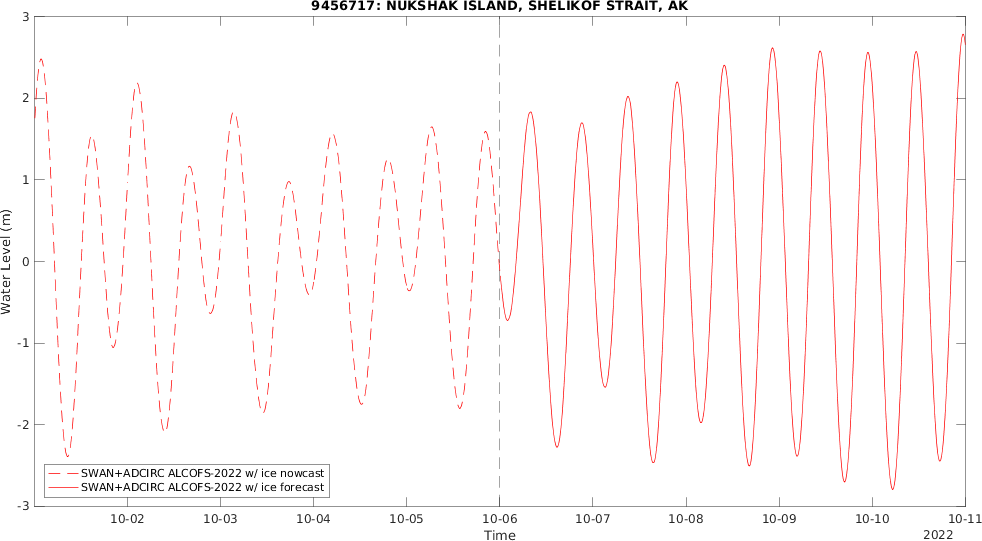 9456717: NUKSHAK ISLAND, SHELIKOF STRAIT, AK
3
2
1
0
-1
-2
-3
Water Level (m)
SWAN+ADCIRC ALCOFS-2022 w/ ice nowcast
SWAN+ADCIRC ALCOFS-2022 w/ ice forecast
10-02 10-03 10-04 10-05 10-06 10-07 10-08 10-09 10-10 10-11
Time
2022